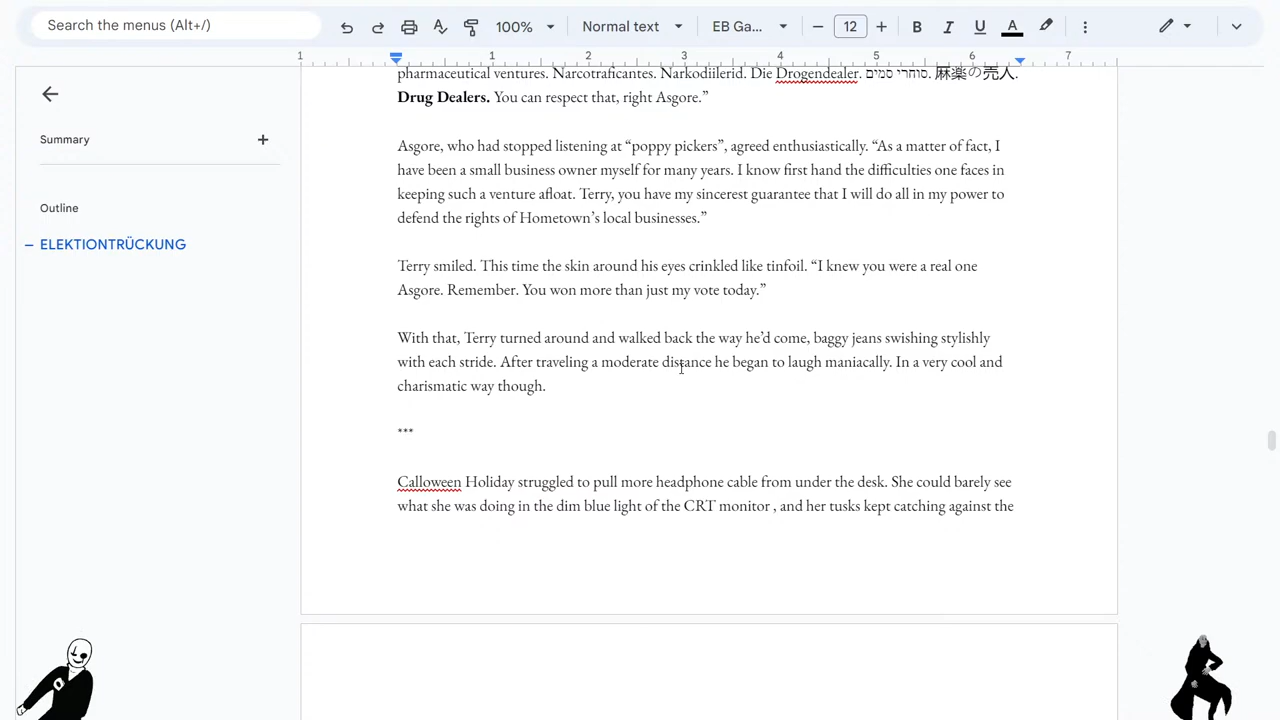 Search the menus (Alt+/)
100%
Normal text
EB Ga...
12
B I U A
1 1 2 3 4 5 6 7
Summary
Outline
ELEKTIONTRÜCKUNG
pharmaceutical ventures. Narcotraficantes. Narkodiilerid. Die Drogendealer. סוחרי סמים. 麻薬の売人.
Drug Dealers. You can respect that, right Asgore.”
Asgore, who had stopped listening at “poppy pickers”, agreed enthusiastically. “As a matter of fact, I
have been a small business owner myself for many years. I know first hand the difficulties one faces in
keeping such a venture afloat. Terry, you have my sincerest guarantee that I will do all in my power to
defend the rights of Hometown’s local businesses.”
Terry smiled. This time the skin around his eyes crinkled like tinfoil. “I knew you were a real one
Asgore. Remember. You won more than just my vote today.”
With that, Terry turned around and walked back the way he’d come, baggy jeans swishing stylishly
with each stride. After traveling a moderate distance he began to laugh maniacally. In a very cool and
charismatic way though.
***
Calloween Holiday struggled to pull more headphone cable from under the desk. She could barely see
what she was doing in the dim blue light of the CRT monitor , and her tusks kept catching against the